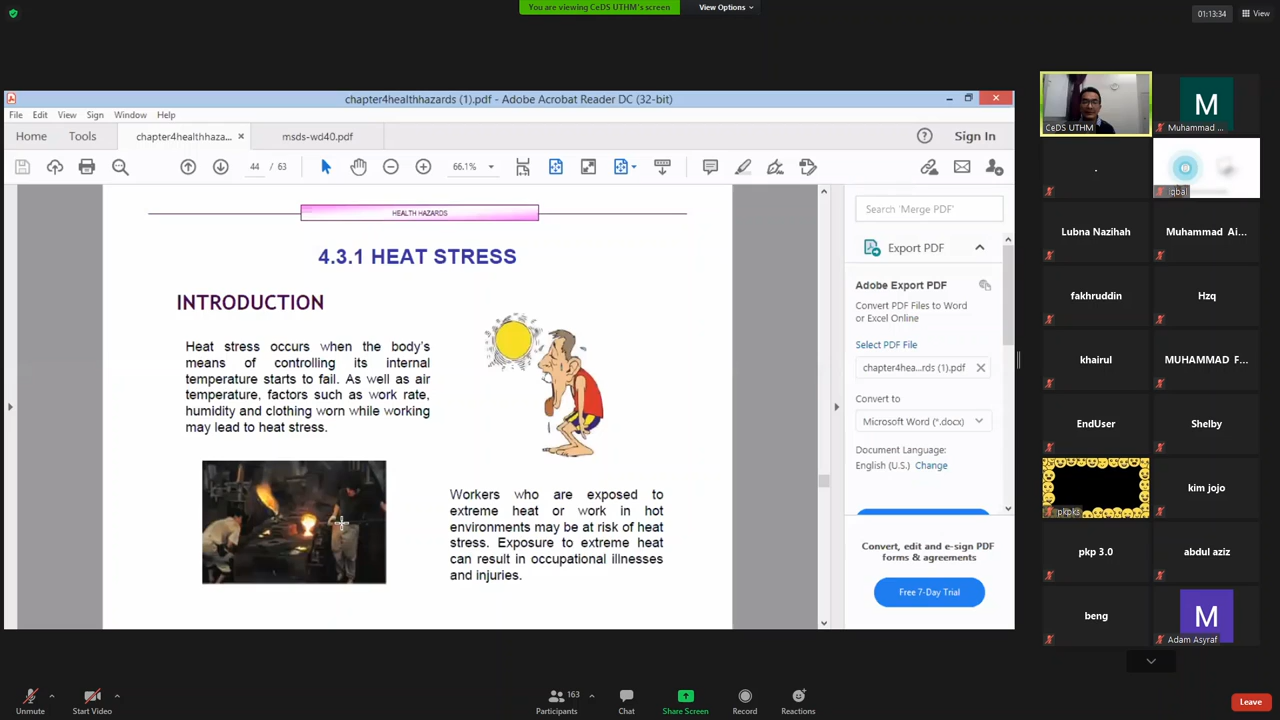 You are viewing CeDS UTHM's screen
View Options
01:13:34
View
chapter4healthhazards (1).pdf - Adobe Acrobat Reader DC (32-bit)
File Edit View Sign Window Help
Home Tools chapter4healthhaza... msds-wd40.pdf Sign In
44 / 63 66.1%
HEALTH HAZARDS
4.3.1 HEAT STRESS
INTRODUCTION
Heat stress occurs when the body's
means of controlling its internal
temperature starts to fail. As well as air
temperature, factors such as work rate,
humidity and clothing worn while working
may lead to heat stress.
Workers who are exposed to
extreme heat or work in hot
environments may be at risk of heat
stress. Exposure to extreme heat
can result in occupational illnesses
and injuries.
Search 'Merge PDF'
Export PDF
Adobe Export PDF
Convert PDF Files to Word
or Excel Online
Select PDF File
chapter4hea...rds (1).pdf
Convert to
Microsoft Word (*.docx)
Document Language:
English (U.S.) Change
Convert, edit and e-sign PDF
forms & agreements
Free 7-Day Trial
CeDS UTHM
M
Muhammad ...
.
iqbal
Lubna Nazihah
Muhammad Ai...
fakhruddin
Hzq
khairul
MUHAMMAD F...
EndUser
Shelby
pkpks
kim jojo
pkp 3.0
abdul aziz
beng
M
Adam Asyraf
Unmute
Start Video
163
Participants
Chat
Share Screen
Record
Reactions
Leave